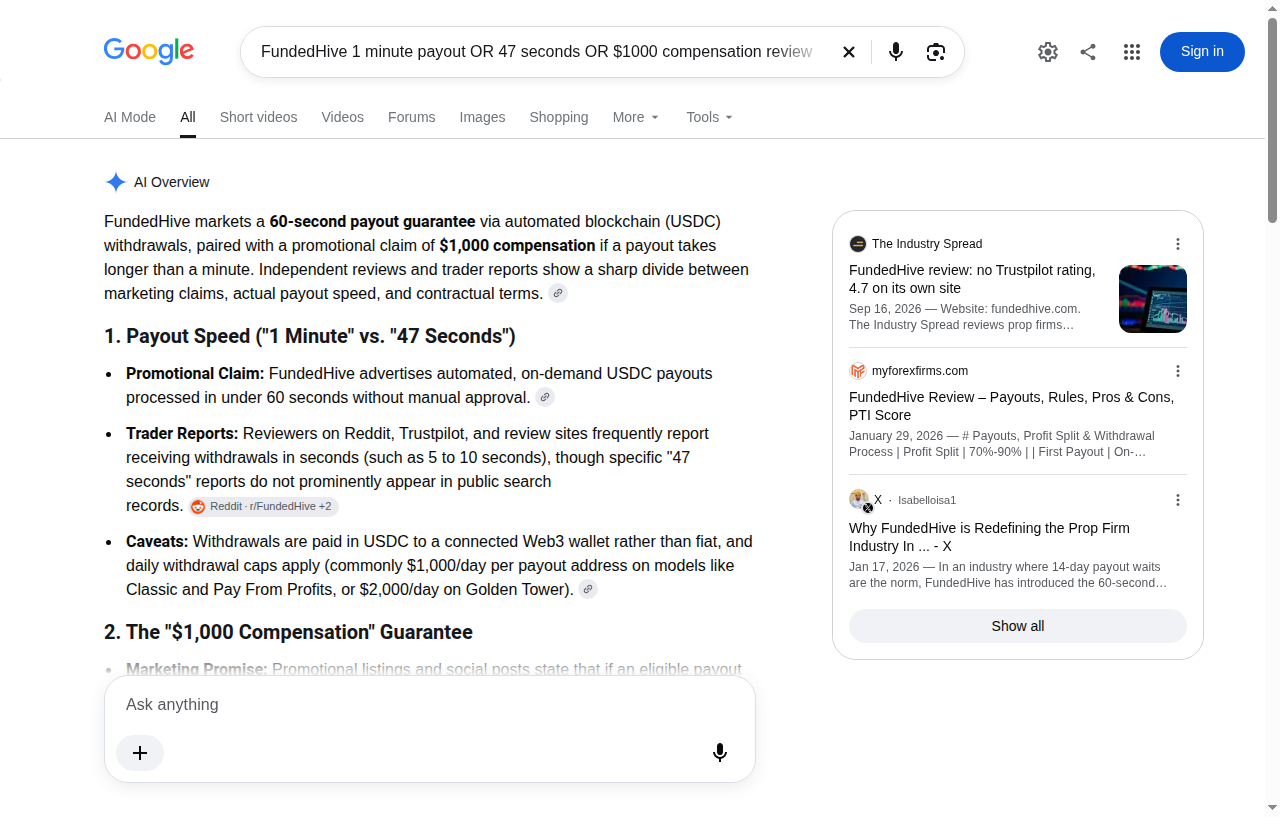 Google
FundedHive 1 minute payout OR 47 seconds OR $1000 compensation review
Sign in
AI Mode
All
Short videos
Videos
Forums
Images
Shopping
More
Tools
AI Overview
FundedHive markets a 60-second payout guarantee via automated blockchain (USDC)
withdrawals, paired with a promotional claim of $1,000 compensation if a payout takes
longer than a minute. Independent reviews and trader reports show a sharp divide between
marketing claims, actual payout speed, and contractual terms.
1. Payout Speed ("1 Minute" vs. "47 Seconds")
• Promotional Claim: FundedHive advertises automated, on-demand USDC payouts
processed in under 60 seconds without manual approval.
• Trader Reports: Reviewers on Reddit, Trustpilot, and review sites frequently report
receiving withdrawals in seconds (such as 5 to 10 seconds), though specific "47
seconds" reports do not prominently appear in public search
records. Reddit · r/FundedHive +2
• Caveats: Withdrawals are paid in USDC to a connected Web3 wallet rather than fiat, and
daily withdrawal caps apply (commonly $1,000/day per payout address on models like
Classic and Pay From Profits, or $2,000/day on Golden Tower).
2. The "$1,000 Compensation" Guarantee
• Marketing Promise: Promotional listings and social posts state that if an eligible payout
Ask anything
The Industry Spread
FundedHive review: no Trustpilot rating,
4.7 on its own site
Sep 16, 2026 — Website: fundedhive.com.
The Industry Spread reviews prop firms…
myforexfirms.com
FundedHive Review – Payouts, Rules, Pros & Cons,
PTI Score
January 29, 2026 — # Payouts, Profit Split & Withdrawal
Process | Profit Split | 70%-90% | | First Payout | On-…
X · Isabelloisa1
Why FundedHive is Redefining the Prop Firm
Industry In ... - X
Jan 17, 2026 — In an industry where 14-day payout waits
are the norm, FundedHive has introduced the 60-second…
Show all